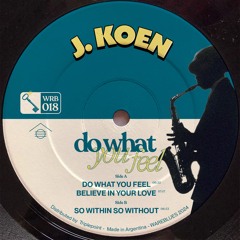 J. KOEN
WRB
018
do what
you feel
Side A
DO WHAT YOU FEEL
BELIEVE IN YOUR LOVE
Side B
SO WITHIN SO WITHOUT
Distributed by Triplepoint - Made in Argentina - WAREBLUES 2024